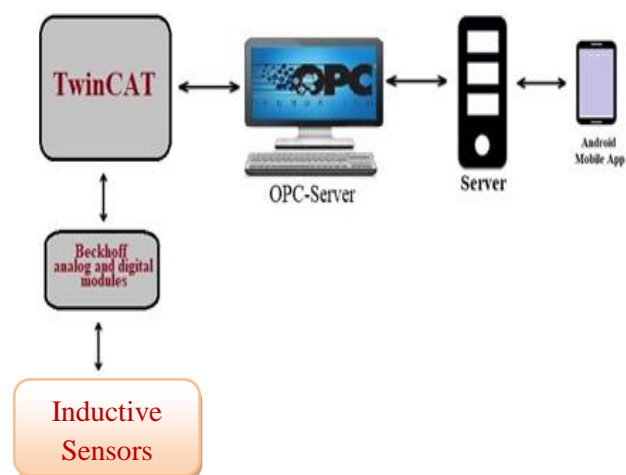 TwinCAT
OPC
OPC-Server
Server
Android
Mobile App
Beckhoff
analog and digital
modules
Inductive
Sensors